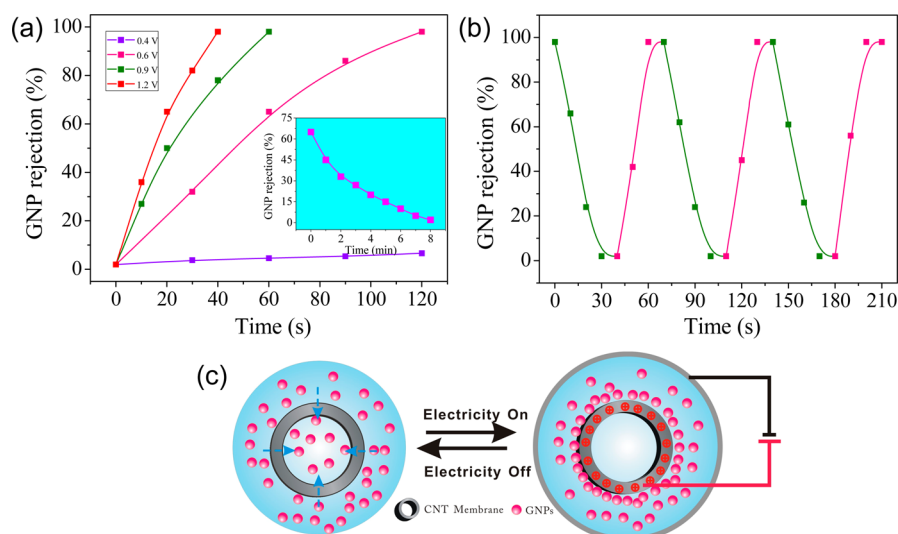 (a)
GNP rejection (%)
100
80
60
40
20
0
0.4 V
0.6 V
0.9 V
1.2 V
0 20 40 60 80 100 120
Time (s)
GNP rejection (%)
75
60
45
30
15
0
0 2 4 6 8
Time (min)
(b)
GNP rejection (%)
100
80
60
40
20
0
0 30 60 90 120 150 180 210
Time (s)
(c)
Electricity On
Electricity Off
CNT Membrane
GNPs